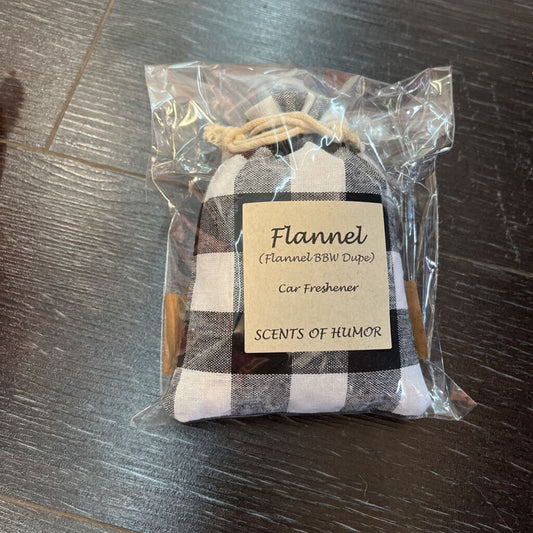 Flannel
(Flannel BBW Dupe)
Car Freshener
SCENTS OF HUMOR